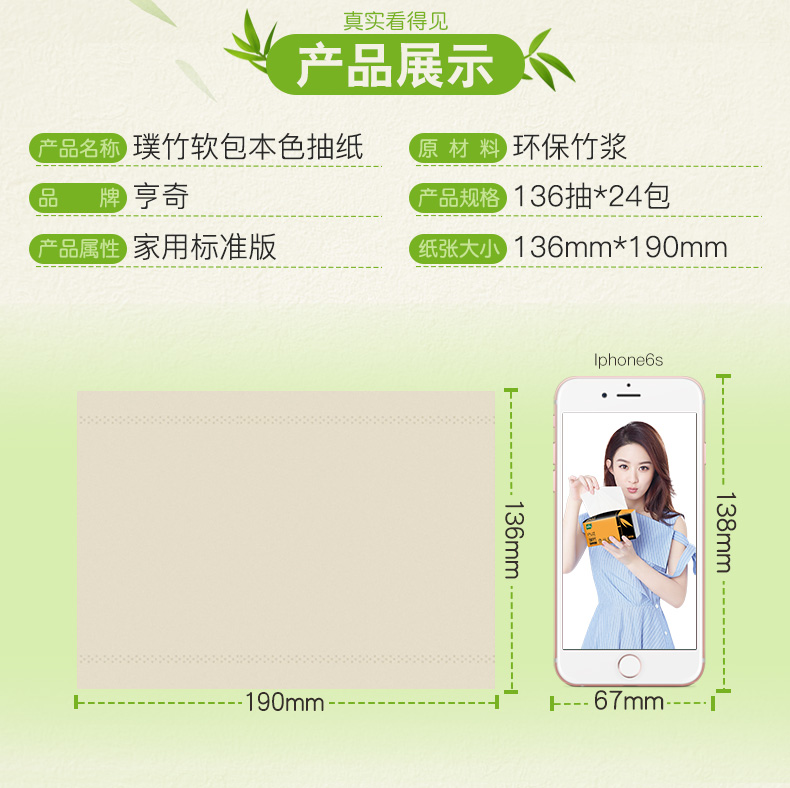 真实看得见
产品展示
产品名称 璞竹软包本色抽纸
原材料 环保竹浆
品牌 亨奇
产品规格 136抽*24包
产品属性 家用标准版
纸张大小 136mm*190mm
Iphone6s
136mm
138mm
190mm
67mm